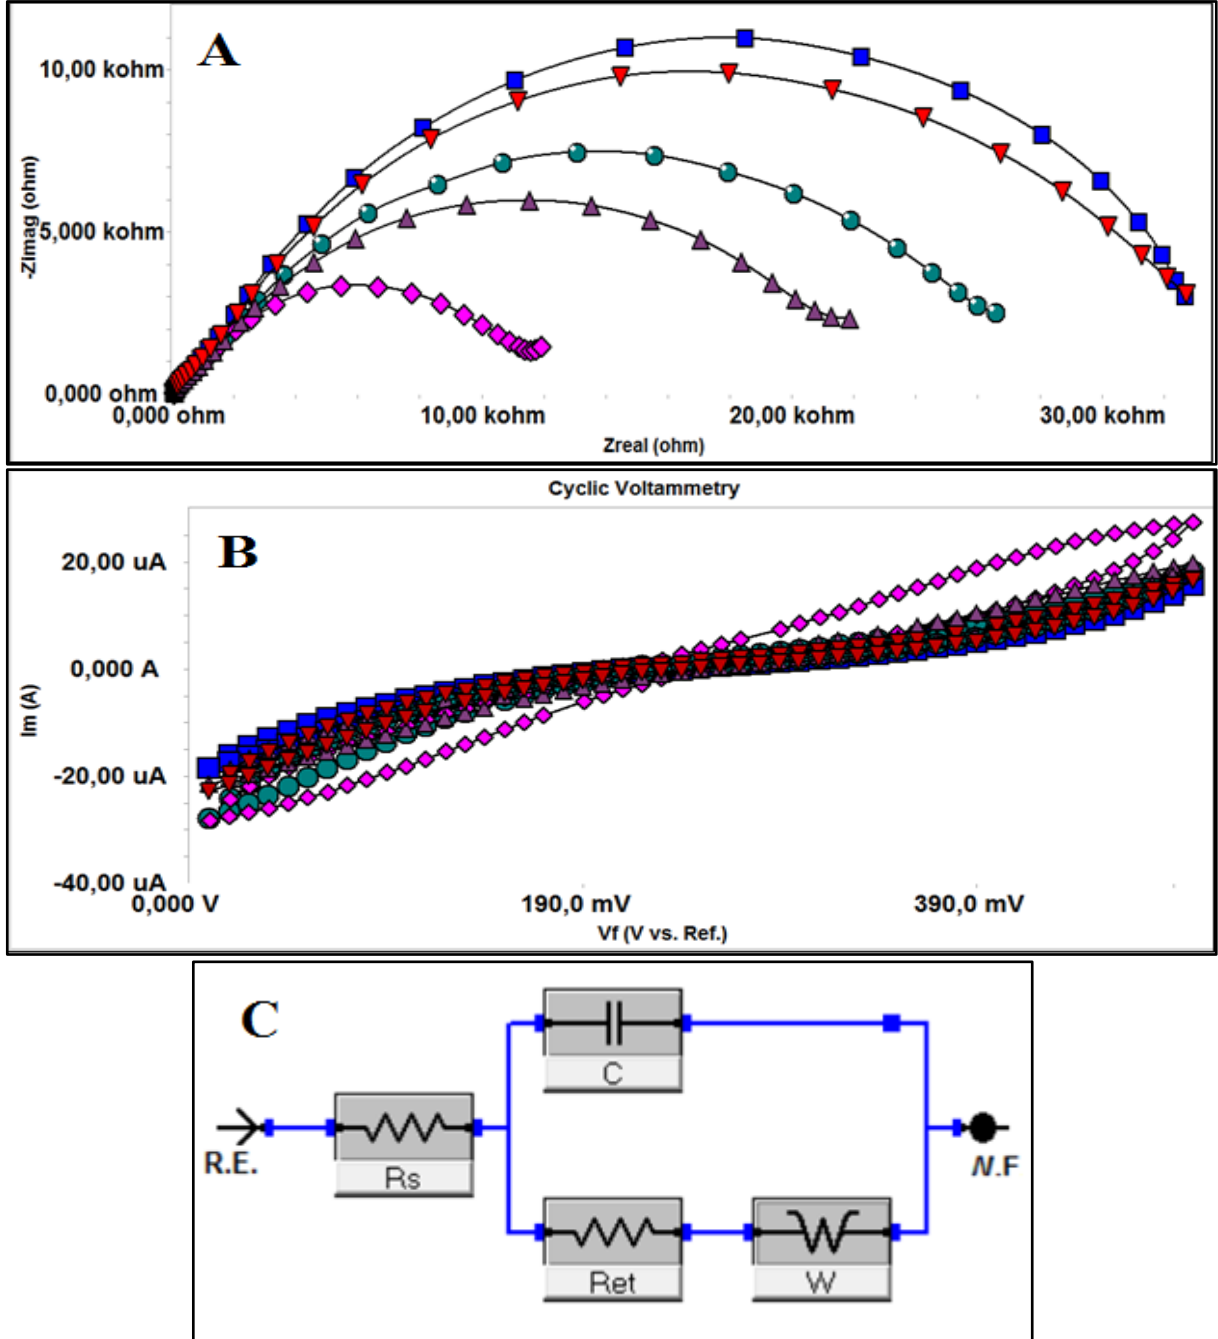 A
10,00 kohm
-Zimag (ohm)
5,000 kohm
0,000 ohm
0,000 ohm 10,00 kohm 20,00 kohm 30,00 kohm
Zreal (ohm)
Cyclic Voltammetry
B
20,00 uA
0,000 A
Im (A)
-20,00 uA
-40,00 uA
0,000 V 190,0 mV 390,0 mV
Vf (V vs. Ref.)
C
C
R.E.
Rs
N.F
Ret
W